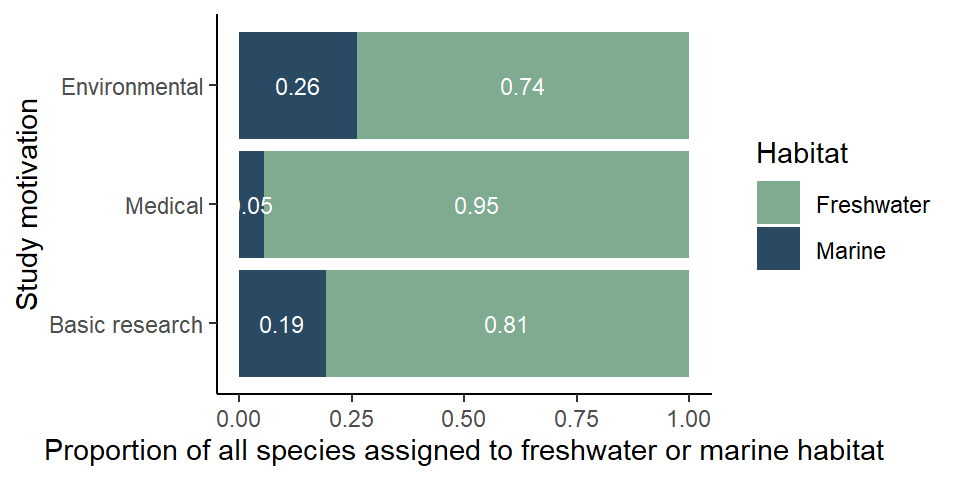 Study motivation
Environmental
0.26
0.74
Medical
0.05
0.95
Basic research
0.19
0.81
0.00 0.25 0.50 0.75 1.00
Proportion of all species assigned to freshwater or marine habitat
Habitat
Freshwater
Marine